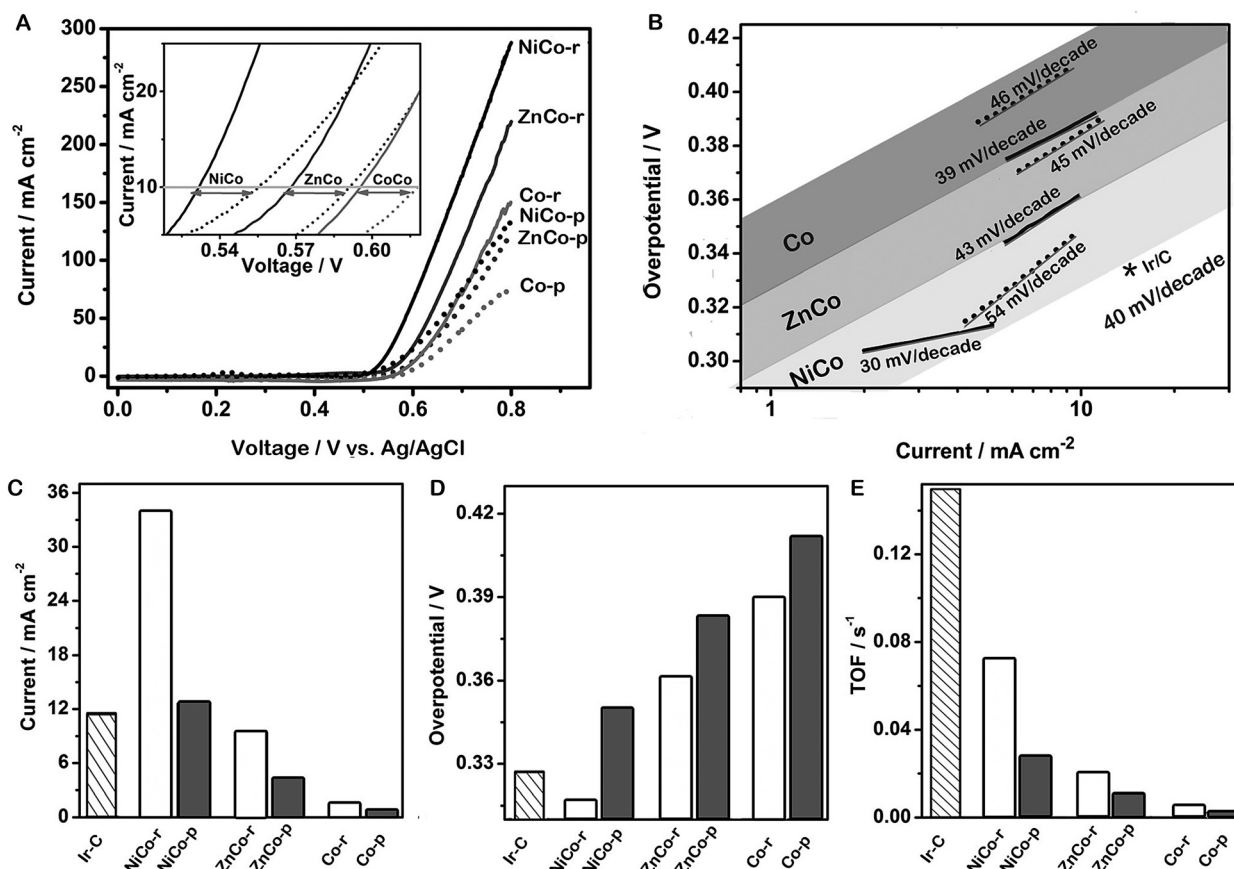 A
300
250
200
150
100
50
0
Current / mA cm-2
0.0 0.2 0.4 0.6 0.8
Voltage / V vs. Ag/AgCl
NiCo-r
ZnCo-r
Co-r
NiCo-p
ZnCo-p
Co-p
20
10
Current / mA cm-2
NiCo ZnCo CoCo
0.54 0.57 0.60
Voltage / V
B
0.42
0.40
0.38
0.36
0.34
0.32
0.30
Overpotential / V
46 mV/decade
39 mV/decade
45 mV/decade
Co
43 mV/decade
ZnCo
54 mV/decade
* Ir/C
40 mV/decade
NiCo
30 mV/decade
1 10
Current / mA cm-2
C
36
30
24
18
12
6
0
Current / mA cm-2
Ir-C NiCo-r NiCo-p ZnCo-r ZnCo-p Co-r Co-p
D
0.42
0.39
0.36
0.33
Overpotential / V
Ir-C NiCo-r NiCo-p ZnCo-r ZnCo-p Co-r Co-p
E
0.12
0.08
0.04
0.00
TOF / s-1
Ir-C NiCo-r NiCo-p ZnCo-r ZnCo-p Co-r Co-p